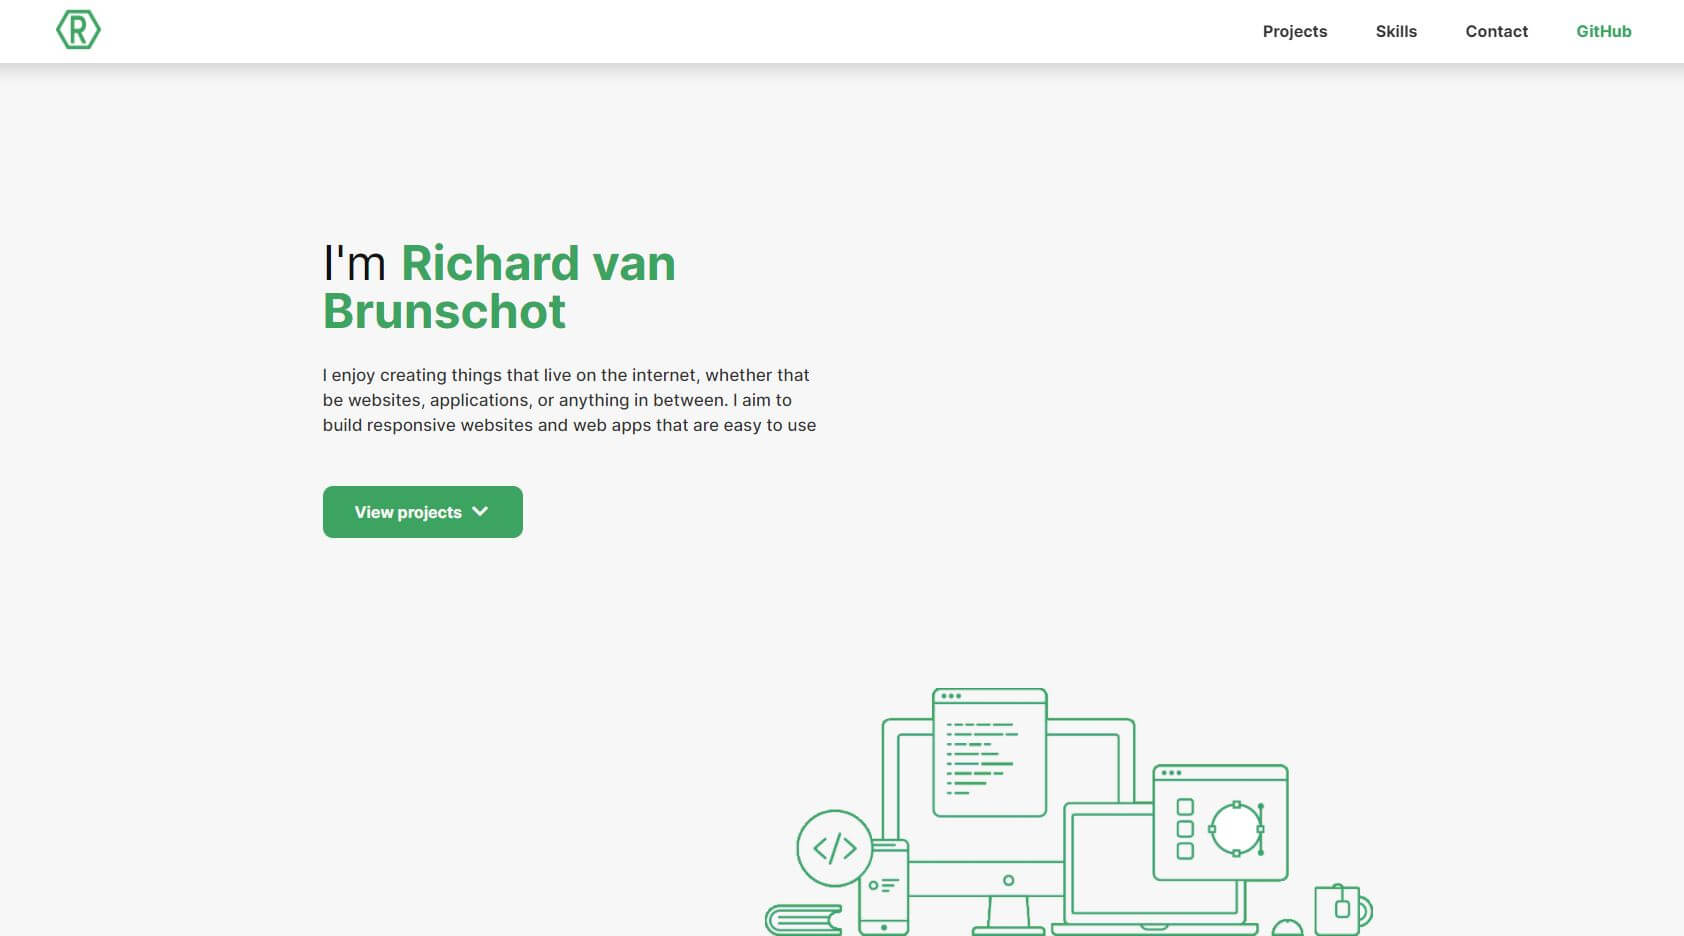 R
Projects Skills Contact GitHub
I'm Richard van
Brunschot
I enjoy creating things that live on the internet, whether that
be websites, applications, or anything in between. I aim to
build responsive websites and web apps that are easy to use
View projects
</>